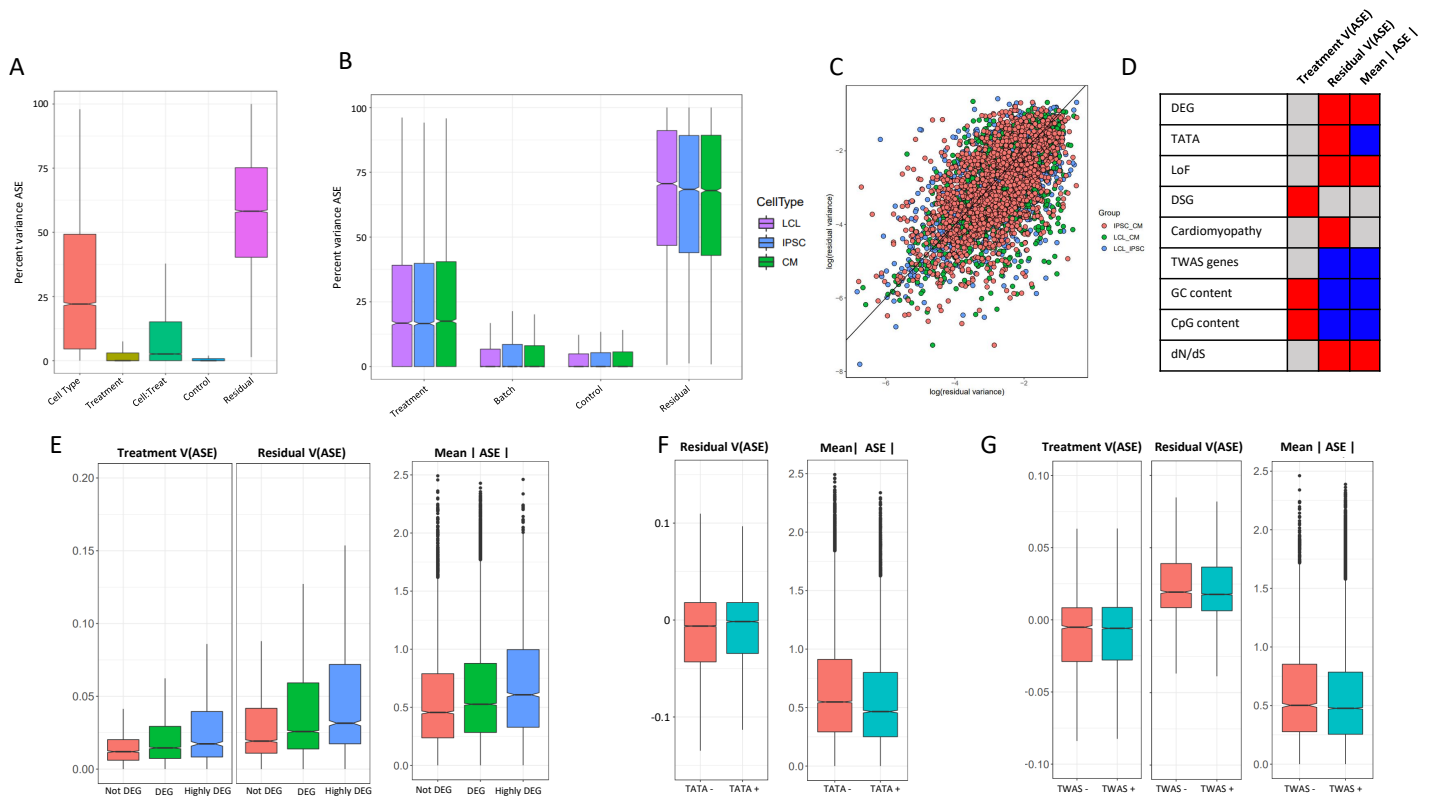 A
Percent variance ASE
100
75
50
25
0
Cell Type
Treatment
Cell:Treat
Control
Residual
B
Percent variance ASE
100
75
50
25
0
Treatment
Batch
Control
Residual
CellType
LCL
IPSC
CM
C
log(residual variance)
−2
−4
−6
−8
−6
−4
−2
log(residual variance)
Group
IPSC_CM
LCL_CM
LCL_IPSC
D
Treatment V(ASE)
Residual V(ASE)
Mean | ASE |
DEG
TATA
LoF
DSG
Cardiomyopathy
TWAS genes
GC content
CpG content
dN/dS
E
Treatment V(ASE)
Residual V(ASE)
Mean | ASE |
0.20
0.15
0.10
0.05
0.00
2.5
2.0
1.5
1.0
0.5
0.0
Not DEG DEG Highly DEG
Not DEG DEG Highly DEG
Not DEG DEG Highly DEG
F
Residual V(ASE)
Mean| ASE |
0.1
0
-0.1
2.5
2.0
1.5
1.0
0.5
0.0
TATA - TATA +
TATA - TATA +
G
Treatment V(ASE)
Residual V(ASE)
Mean | ASE |
0.10
0.05
0.00
-0.05
-0.10
2.5
2.0
1.5
1.0
0.5
0.0
TWAS - TWAS +
TWAS - TWAS +
TWAS - TWAS +